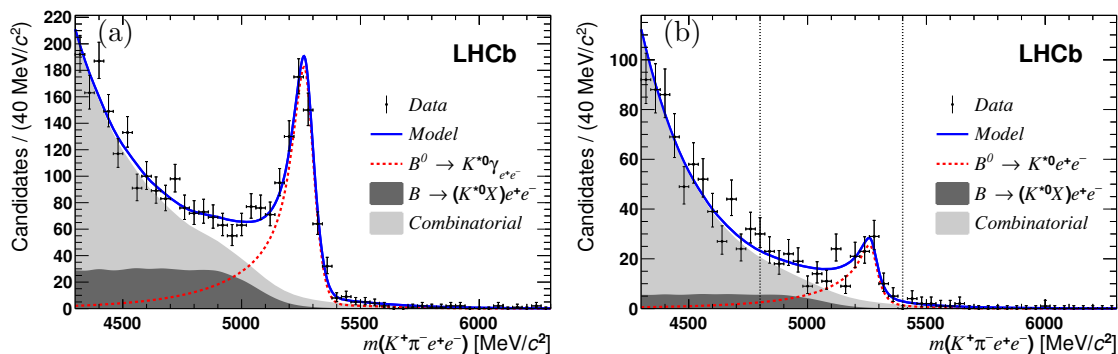 (a)
LHCb
Candidates / (40 MeV/c²)
220
200
180
160
140
120
100
80
60
40
20
0
Data
Model
B⁰ → K*⁰γ_{e⁺e⁻}
B → (K*⁰X)e⁺e⁻
Combinatorial
4500 5000 5500 6000
m(K⁺π⁻e⁺e⁻) [MeV/c²]
(b)
LHCb
Candidates / (40 MeV/c²)
100
80
60
40
20
0
Data
Model
B⁰ → K*⁰e⁺e⁻
B → (K*⁰X)e⁺e⁻
Combinatorial
4500 5000 5500 6000
m(K⁺π⁻e⁺e⁻) [MeV/c²]